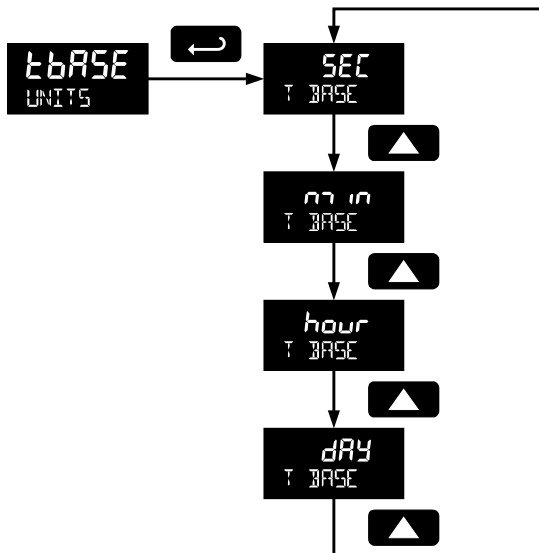 tbASE
UNITS
SEC
T BASE
min
T BASE
hour
T BASE
dAY
T BASE